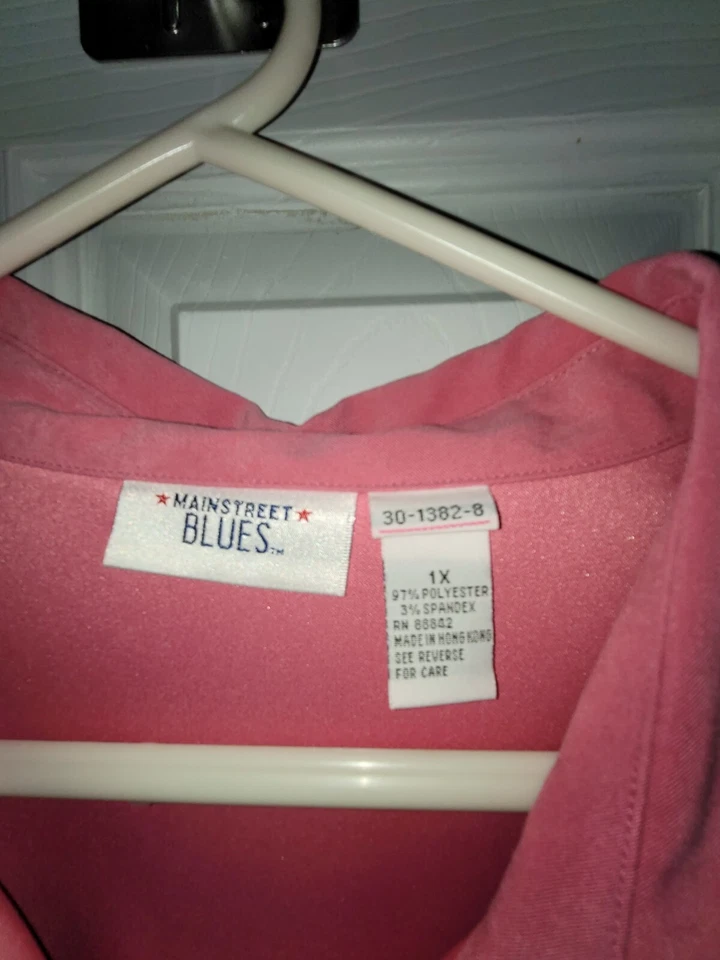 ★MAINSTREET★
BLUES™
30-1382-8
1X
97% POLYESTER
3% SPANDEX
RN 88842
MADE IN HONG KONG
SEE REVERSE
FOR CARE